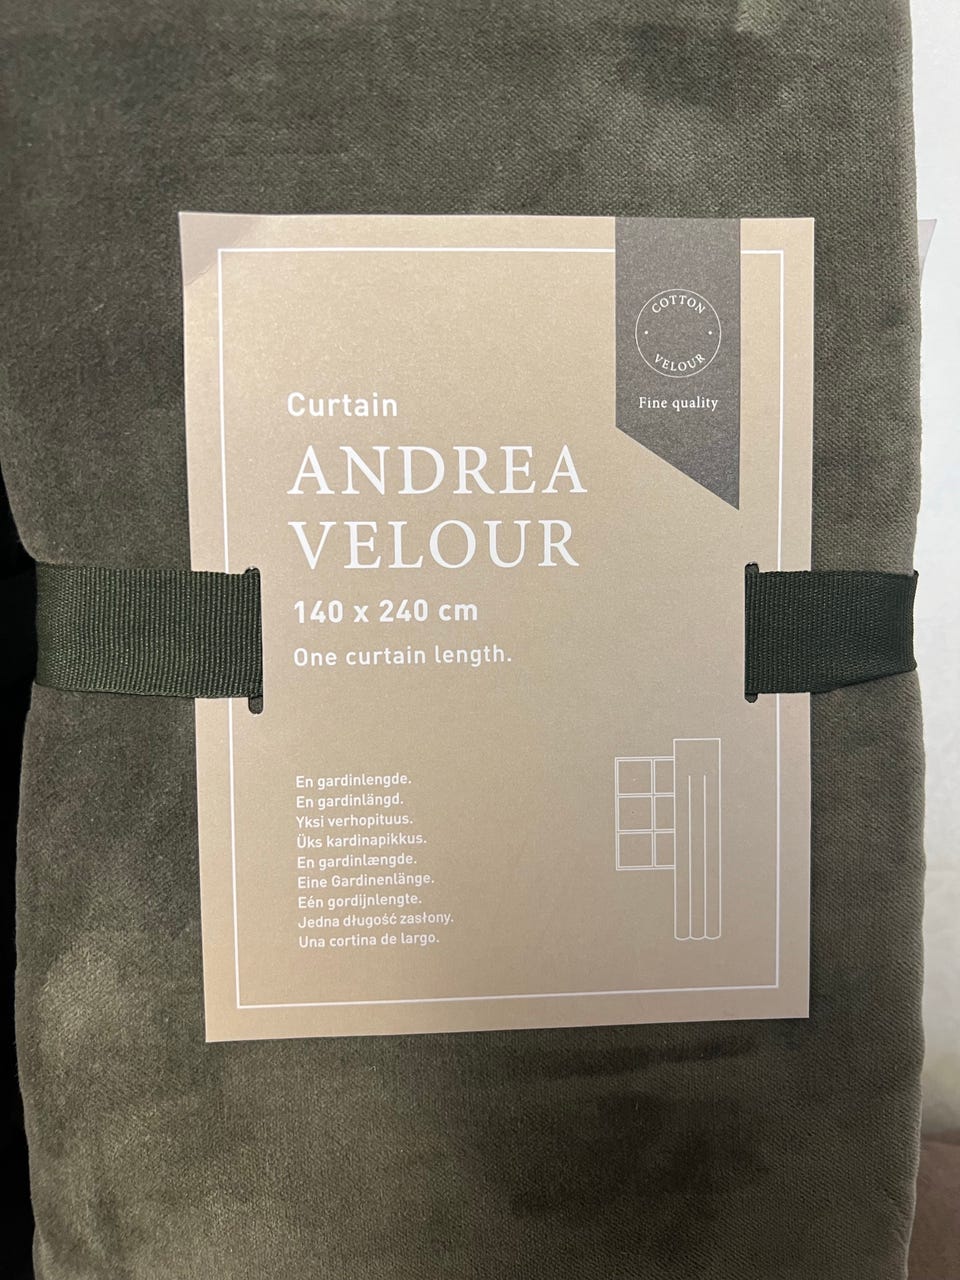 COTTON
VELOUR
Fine quality
Curtain
ANDREA
VELOUR
140 x 240 cm
One curtain length.
En gardinlengde.
En gardinlängd.
Yksi verhopituus.
Üks kardinapikkus.
En gardinlængde.
Eine Gardinenlänge.
Eén gordijnlengte.
Jedna długość zasłony.
Una cortina de largo.